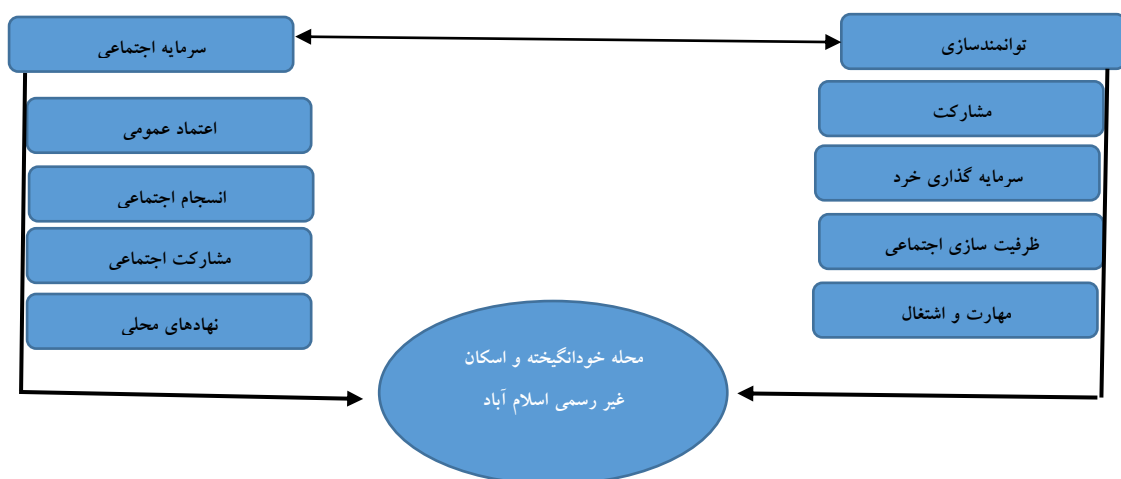 توانمندسازی
مشارکت
سرمایه گذاری خرد
ظرفیت سازی اجتماعی
مهارت و اشتغال
سرمایه اجتماعی
اعتماد عمومی
انسجام اجتماعی
مشارکت اجتماعی
نهادهای محلی
محله خودانگیخته و اسکان
غیر رسمی اسلام آباد